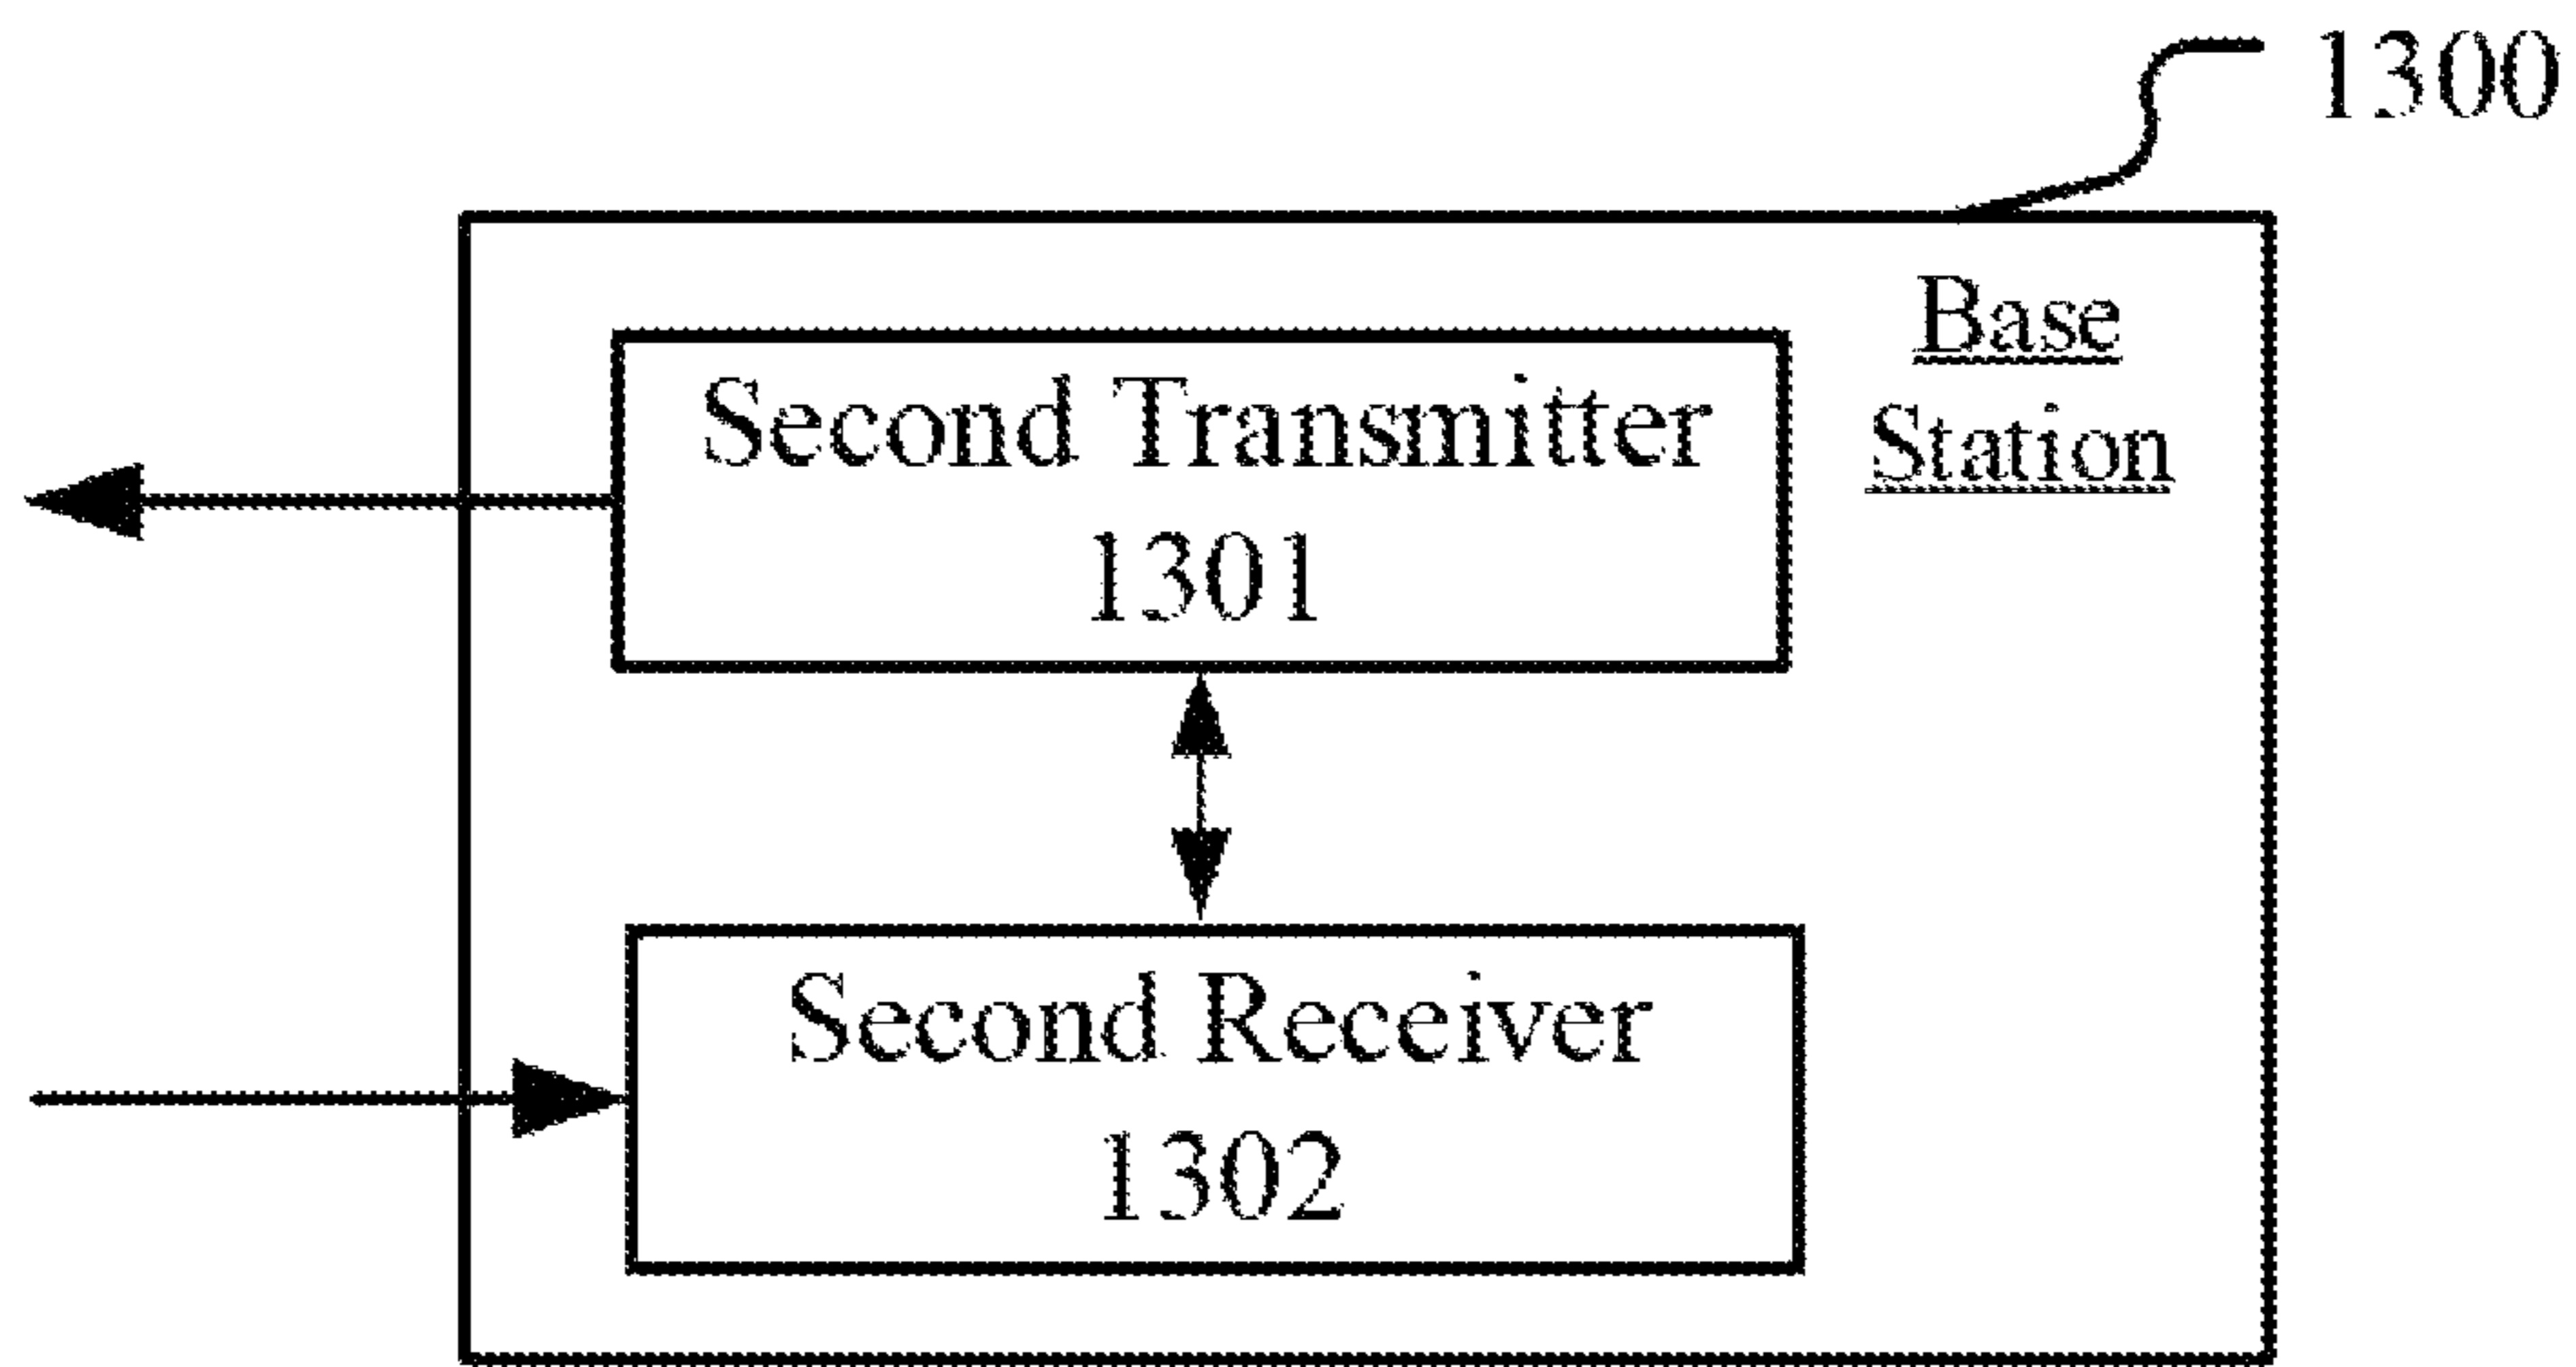 1300
Base
Station
Second Transmitter
1301
Second Receiver
1302